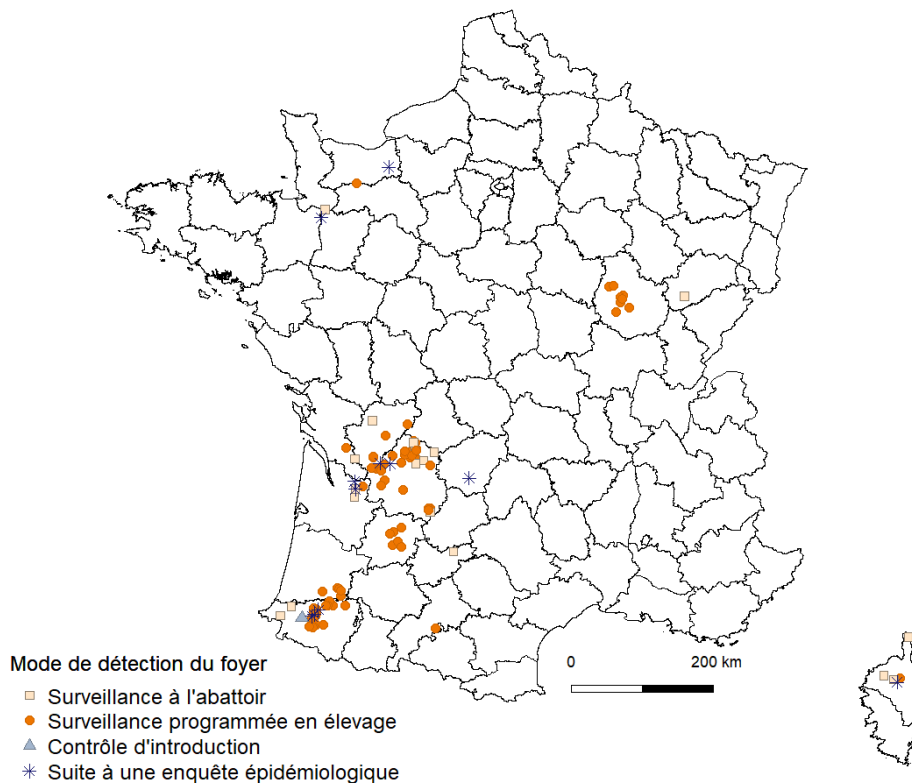 0 200 km
Mode de détection du foyer
Surveillance à l'abattoir
Surveillance programmée en élevage
Contrôle d'introduction
Suite à une enquête épidémiologique